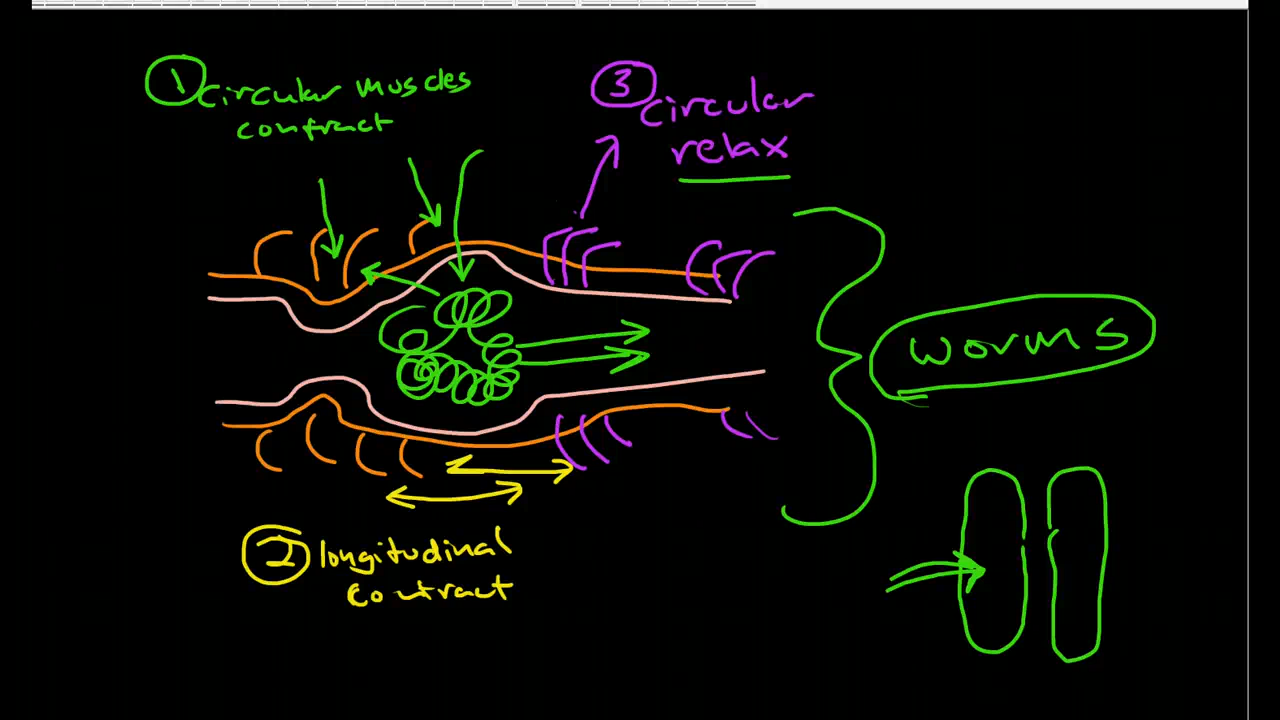 1 circular muscles
contract
3 circular
relax
worms
2 longitudinal
contract